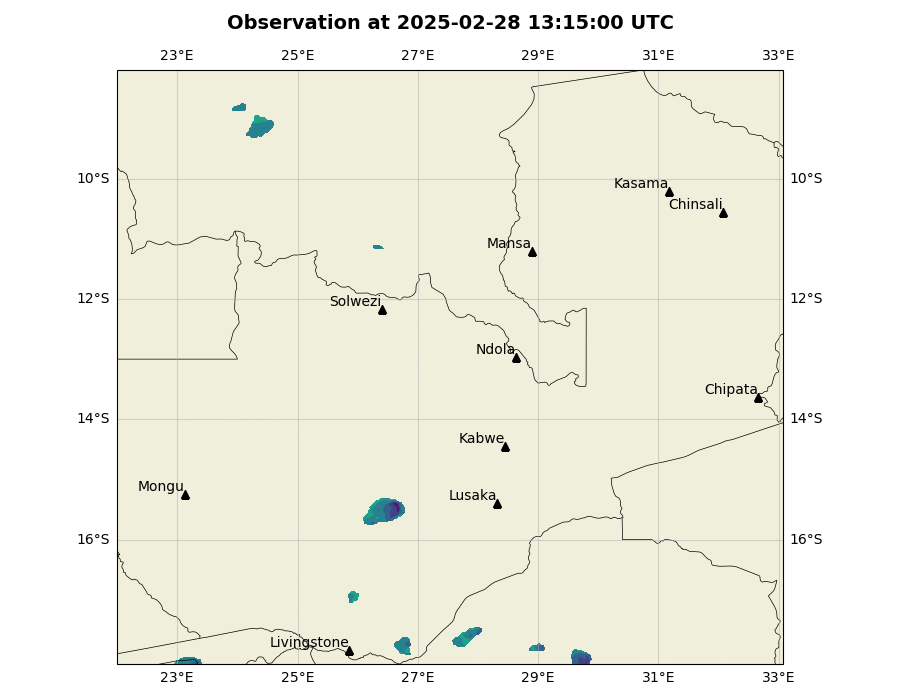 Observation at 2025-02-28 13:15:00 UTC
23°E 25°E 27°E 29°E 31°E 33°E
10°S 10°S
Kasama
Chinsali
Mansa
12°S 12°S
Solwezi
Ndola
Chipata
14°S 14°S
Kabwe
Mongu
Lusaka
16°S 16°S
Livingstone
23°E 25°E 27°E 29°E 31°E 33°E